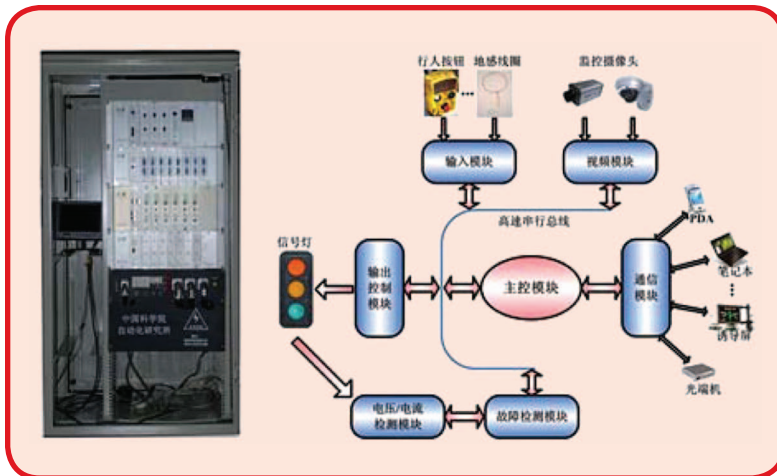 行人按钮 地感线圈
监控摄像头
输入模块
视频模块
高速串行总线
PDA
信号灯
输出
控制
模块
主控模块
通信
模块
笔记本
诱导屏
光端机
电压/电流
检测模块
故障检测模块
中国科学院
自动化研究所